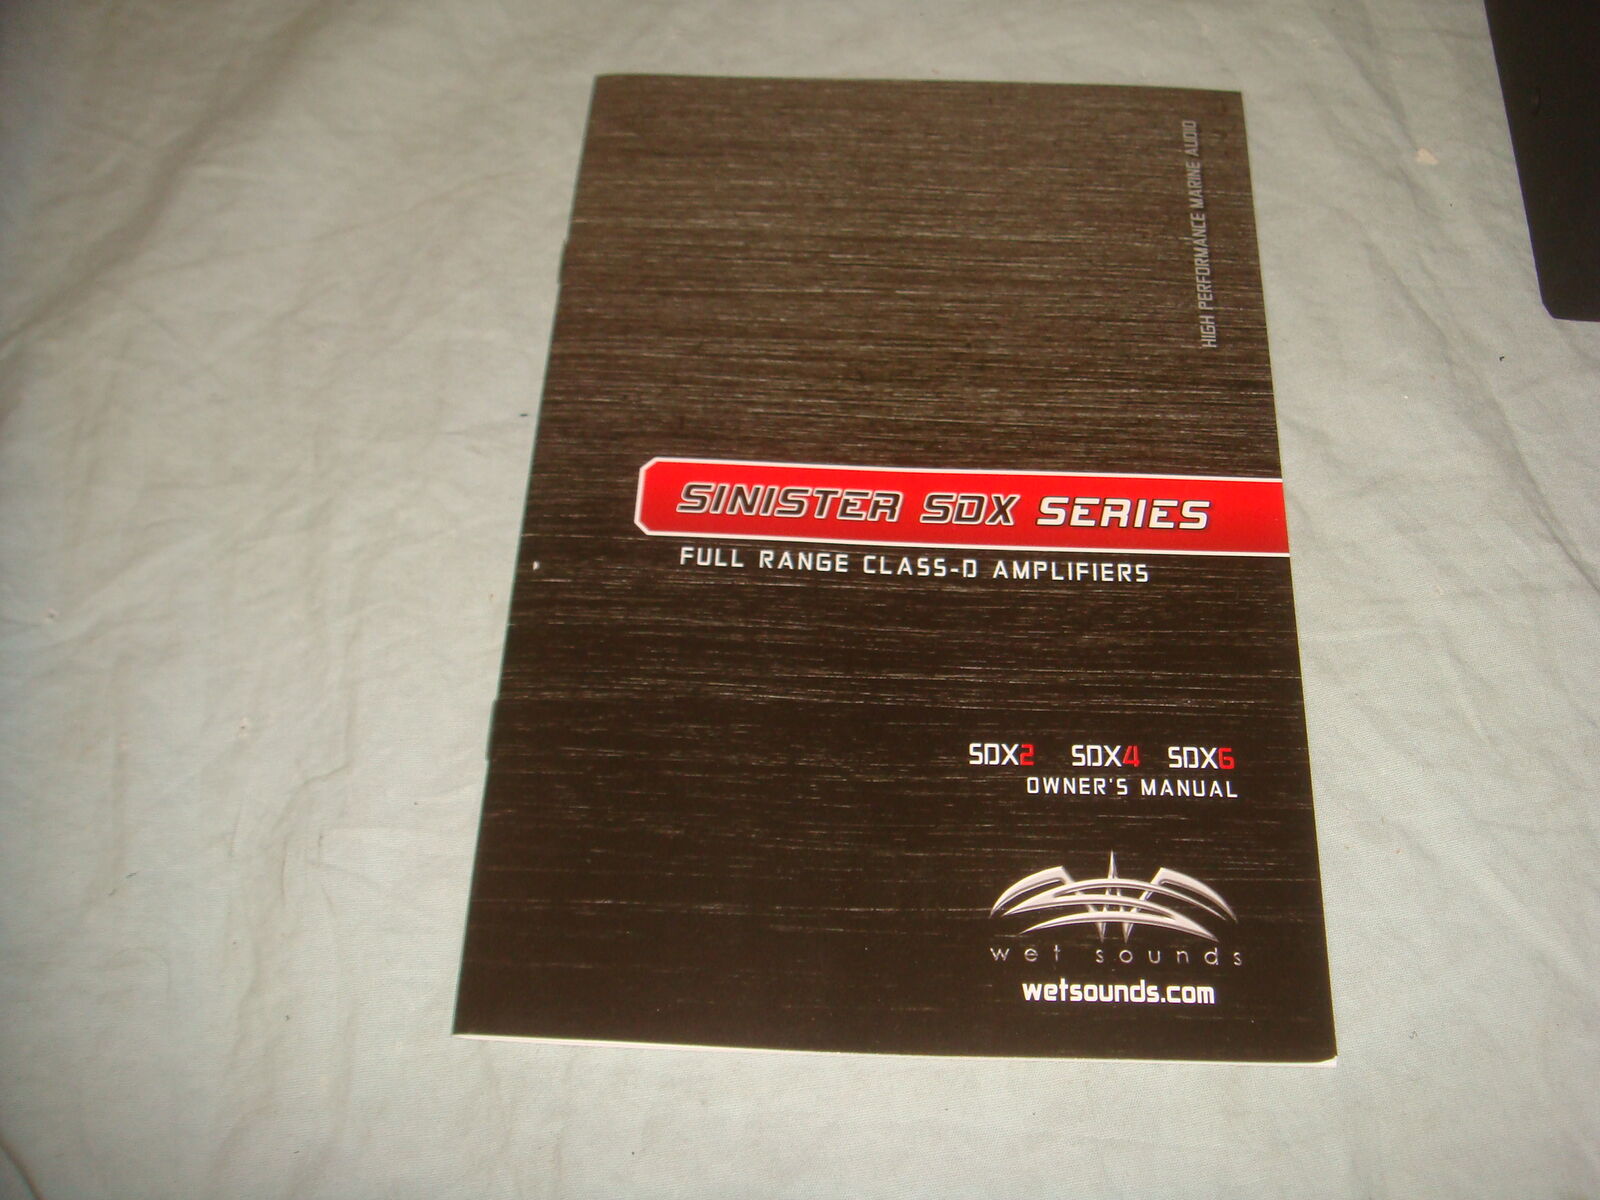 HIGH PERFORMANCE MARINE AUDIO
SINISTER SDX SERIES
FULL RANGE CLASS-D AMPLIFIERS
SDX2 SDX4 SDX6
OWNER'S MANUAL
wet sounds
wetsounds.com